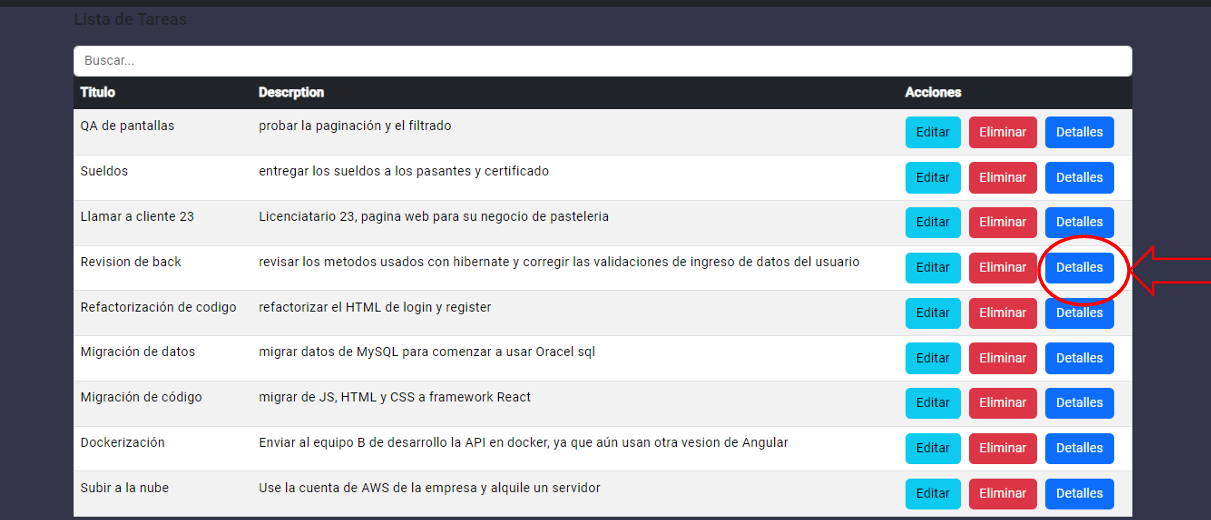 Lista de Tareas
Buscar...
Titulo Descrption Acciones
QA de pantallas probar la paginación y el filtrado Editar Eliminar Detalles
Sueldos entregar los sueldos a los pasantes y certificado Editar Eliminar Detalles
Llamar a cliente 23 Licenciatario 23, pagina web para su negocio de pasteleria Editar Eliminar Detalles
Revision de back revisar los metodos usados con hibernate y corregir las validaciones de ingreso de datos del usuario Editar Eliminar Detalles
Refactorización de codigo refactorizar el HTML de login y register Editar Eliminar Detalles
Migración de datos migrar datos de MySQL para comenzar a usar Oracel sql Editar Eliminar Detalles
Migración de código migrar de JS, HTML y CSS a framework React Editar Eliminar Detalles
Dockerización Enviar al equipo B de desarrollo la API en docker, ya que aún usan otra vesion de Angular Editar Eliminar Detalles
Subir a la nube Use la cuenta de AWS de la empresa y alquile un servidor Editar Eliminar Detalles